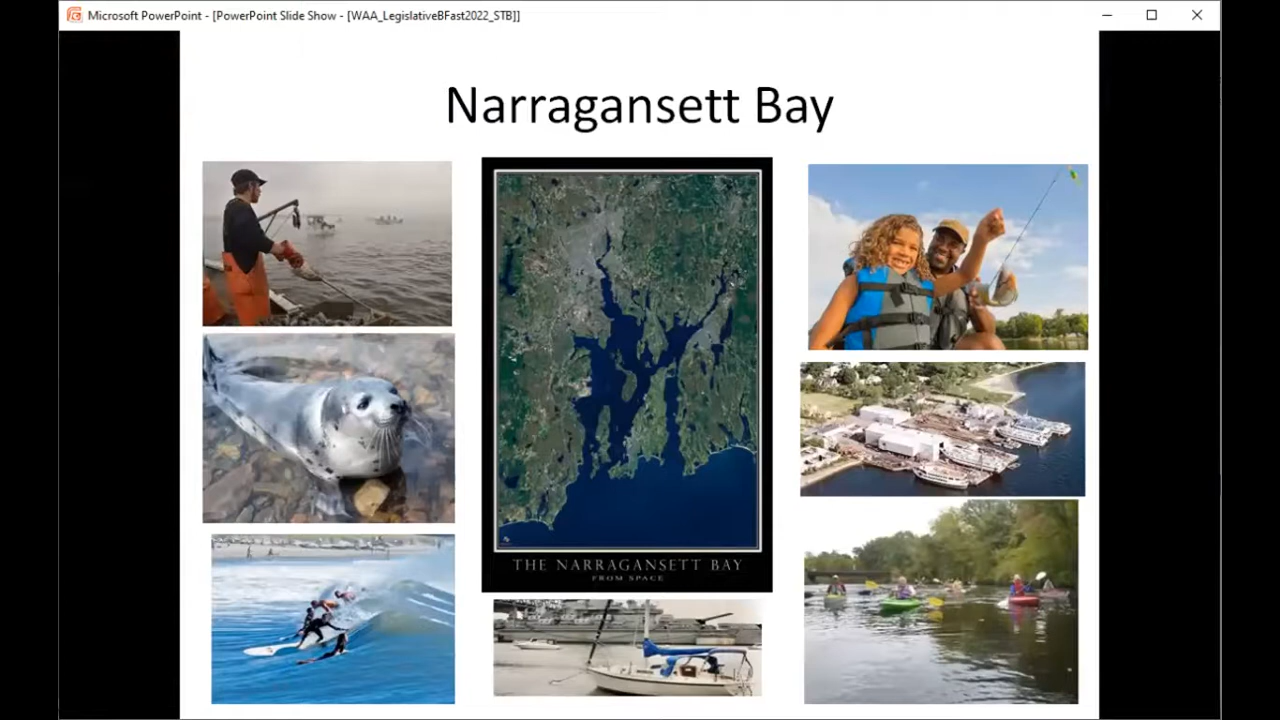 Microsoft PowerPoint - [PowerPoint Slide Show - [WAA_LegislativeBFast2022_STB]]
Narragansett Bay
THE NARRAGANSETT BAY
FROM SPACE